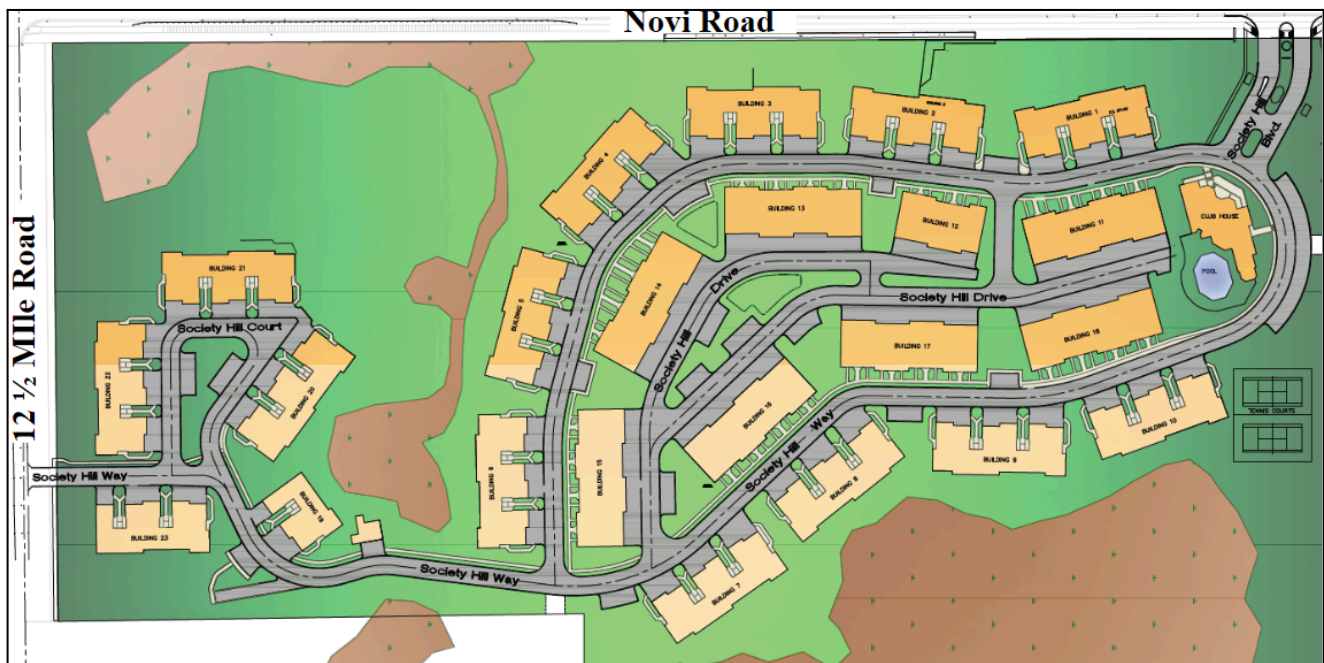 Novi Road
12 ½ MIle Road
Society Hill
Blvd.
BUILDING 3
BUILDING 2
BUILDING 1
BUILDING 4
BUILDING 13
BUILDING 12
BUILDING 11
CLUB HOUSE
POOL
BUILDING 21
BUILDING 5
BUILDING 14
Society Hill Drive
Society Hill Drive
Society Hill Court
BUILDING 22
BUILDING 20
BUILDING 17
BUILDING 18
BUILDING 16
TENNIS COURTS
BUILDING 10
BUILDING 9
BUILDING 6
BUILDING 15
Society Hill Way
BUILDING 8
Society Hill Way
BUILDING 23
BUILDING 19
Society Hill Way
BUILDING 7